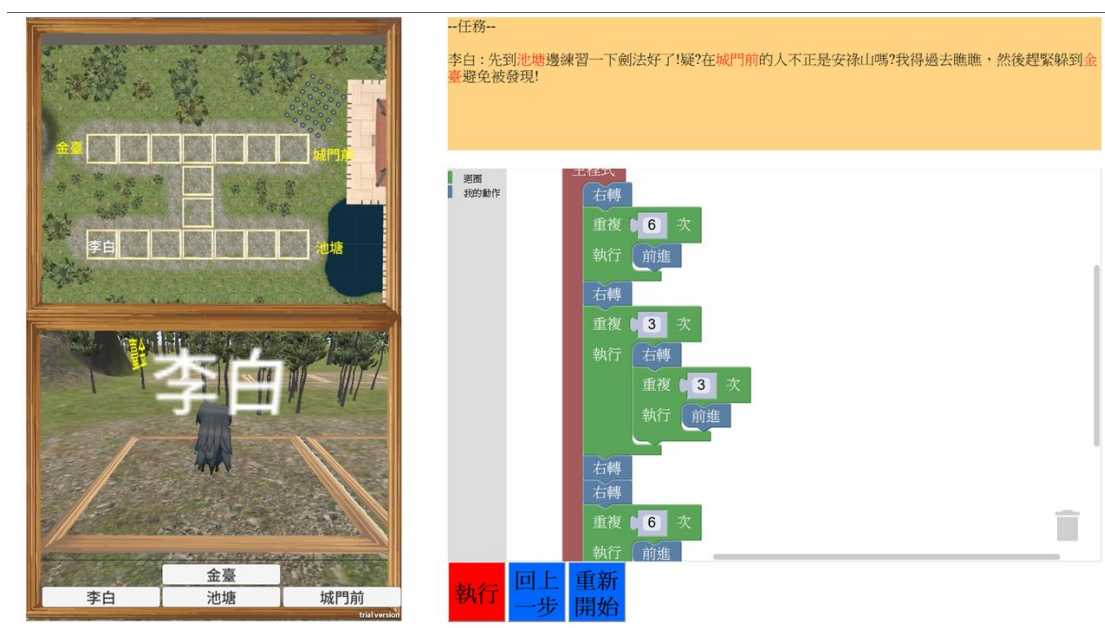 --任務--
李白：先到池塘邊練習一下劍法好了!疑?在城門前的人不正是安祿山嗎?我得過去瞧瞧，然後趕緊躲到金
臺避免被發現!
金臺
城門前
李白
池塘
迴圈
我的動作
主程式
右轉
重複 6 次
執行 前進
右轉
重複 3 次
執行 右轉
重複 3 次
執行 前進
右轉
右轉
重複 6 次
執行 前進
金臺
李白
金臺
李白 池塘 城門前
trial version
執行
回上
一步
重新
開始